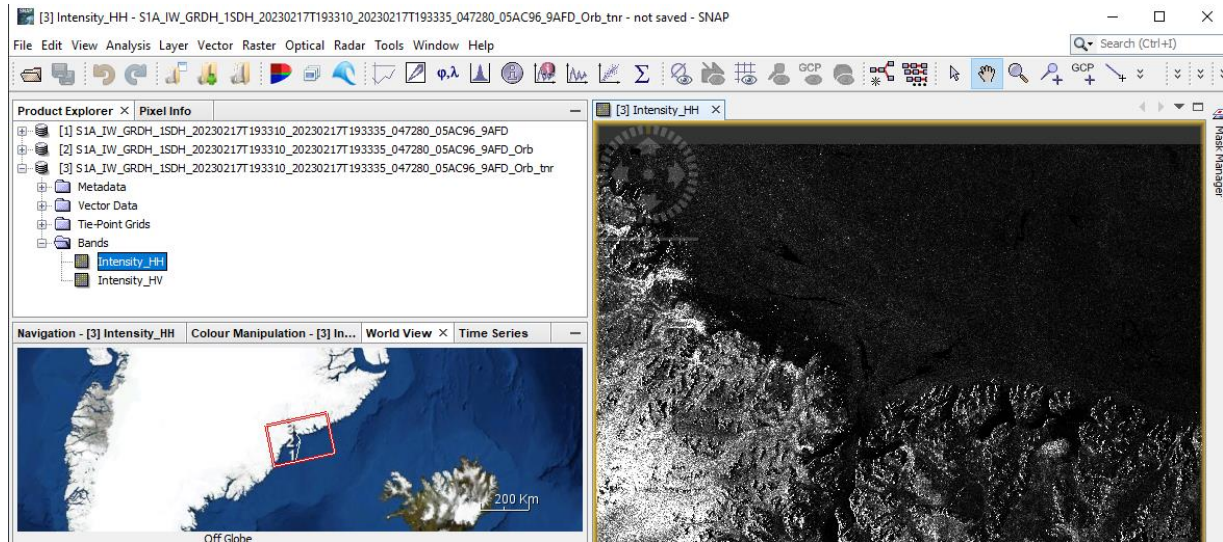 [3] Intensity_HH - S1A_IW_GRDH_1SDH_20230217T193310_20230217T193335_047280_05AC96_9AFD_Orb_tnr - not saved - SNAP
File Edit View Analysis Layer Vector Raster Optical Radar Tools Window Help
Search (Ctrl+I)
φ,λ Σ GCP GCP
Product Explorer Pixel Info
[3] Intensity_HH
[1] S1A_IW_GRDH_1SDH_20230217T193310_20230217T193335_047280_05AC96_9AFD
[2] S1A_IW_GRDH_1SDH_20230217T193310_20230217T193335_047280_05AC96_9AFD_Orb
[3] S1A_IW_GRDH_1SDH_20230217T193310_20230217T193335_047280_05AC96_9AFD_Orb_tnr
Metadata
Vector Data
Tie-Point Grids
Bands
Intensity_HH
Intensity_HV
Mask Manager
Navigation - [3] Intensity_HH Colour Manipulation - [3] In... World View Time Series
200 Km
Off Globe